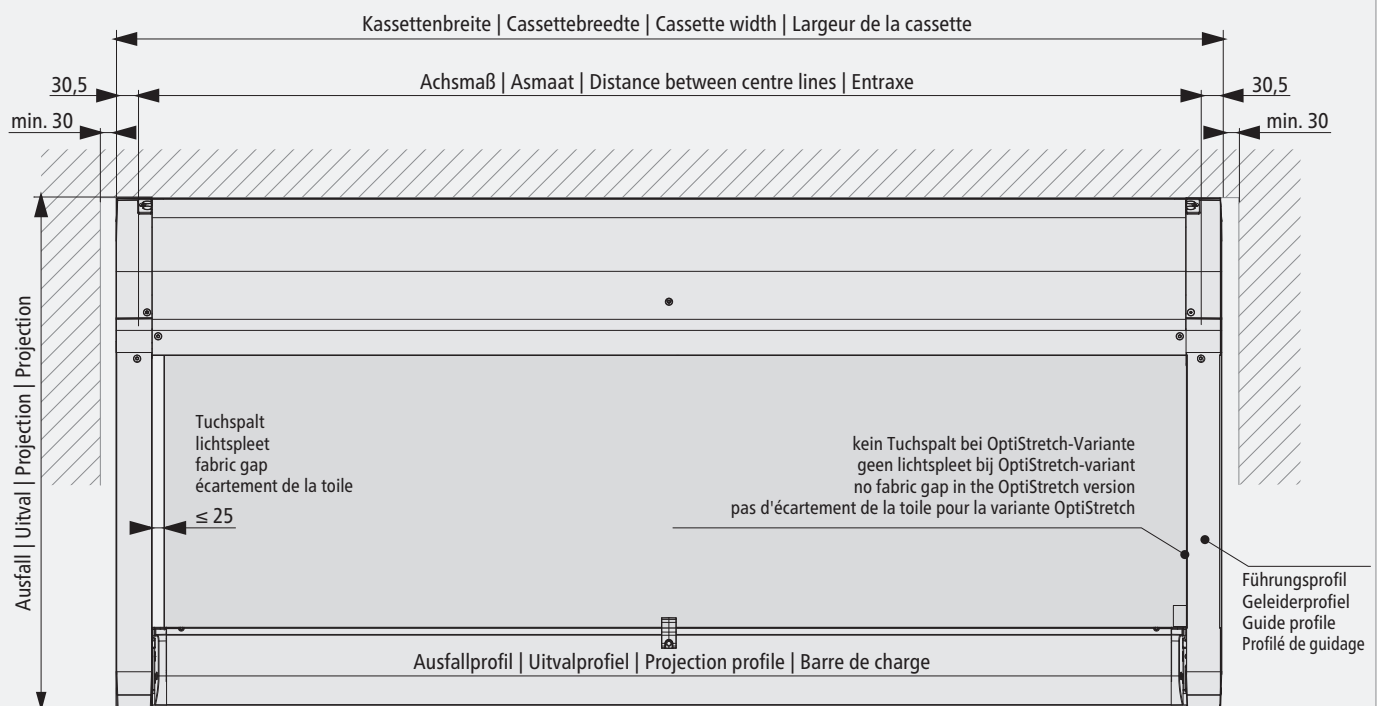 Kassettenbreite | Cassettebreedte | Cassette width | Largeur de la cassette
30,5
Achsmaß | Asmaat | Distance between centre lines | Entraxe
30,5
min. 30
min. 30
Ausfall | Uitval | Projection | Projection
Tuchspalt
lichtspleet
fabric gap
écartement de la toile
≤ 25
kein Tuchspalt bei OptiStretch-Variante
geen lichtspleet bij OptiStretch-variant
no fabric gap in the OptiStretch version
pas d'écartement de la toile pour la variante OptiStretch
Führungsprofil
Geleiderprofiel
Guide profile
Profilé de guidage
Ausfallprofil | Uitvalprofiel | Projection profile | Barre de charge